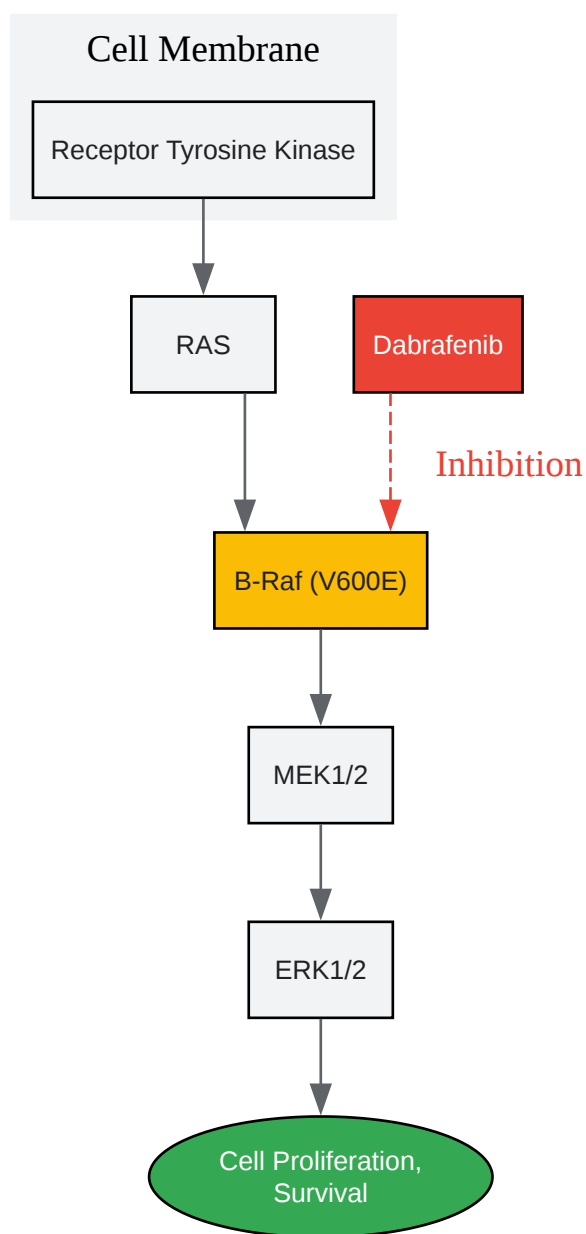 Cell Membrane
Receptor Tyrosine Kinase
RAS
Dabrafenib
Inhibition
B-Raf (V600E)
MEK1/2
ERK1/2
Cell Proliferation,
Survival